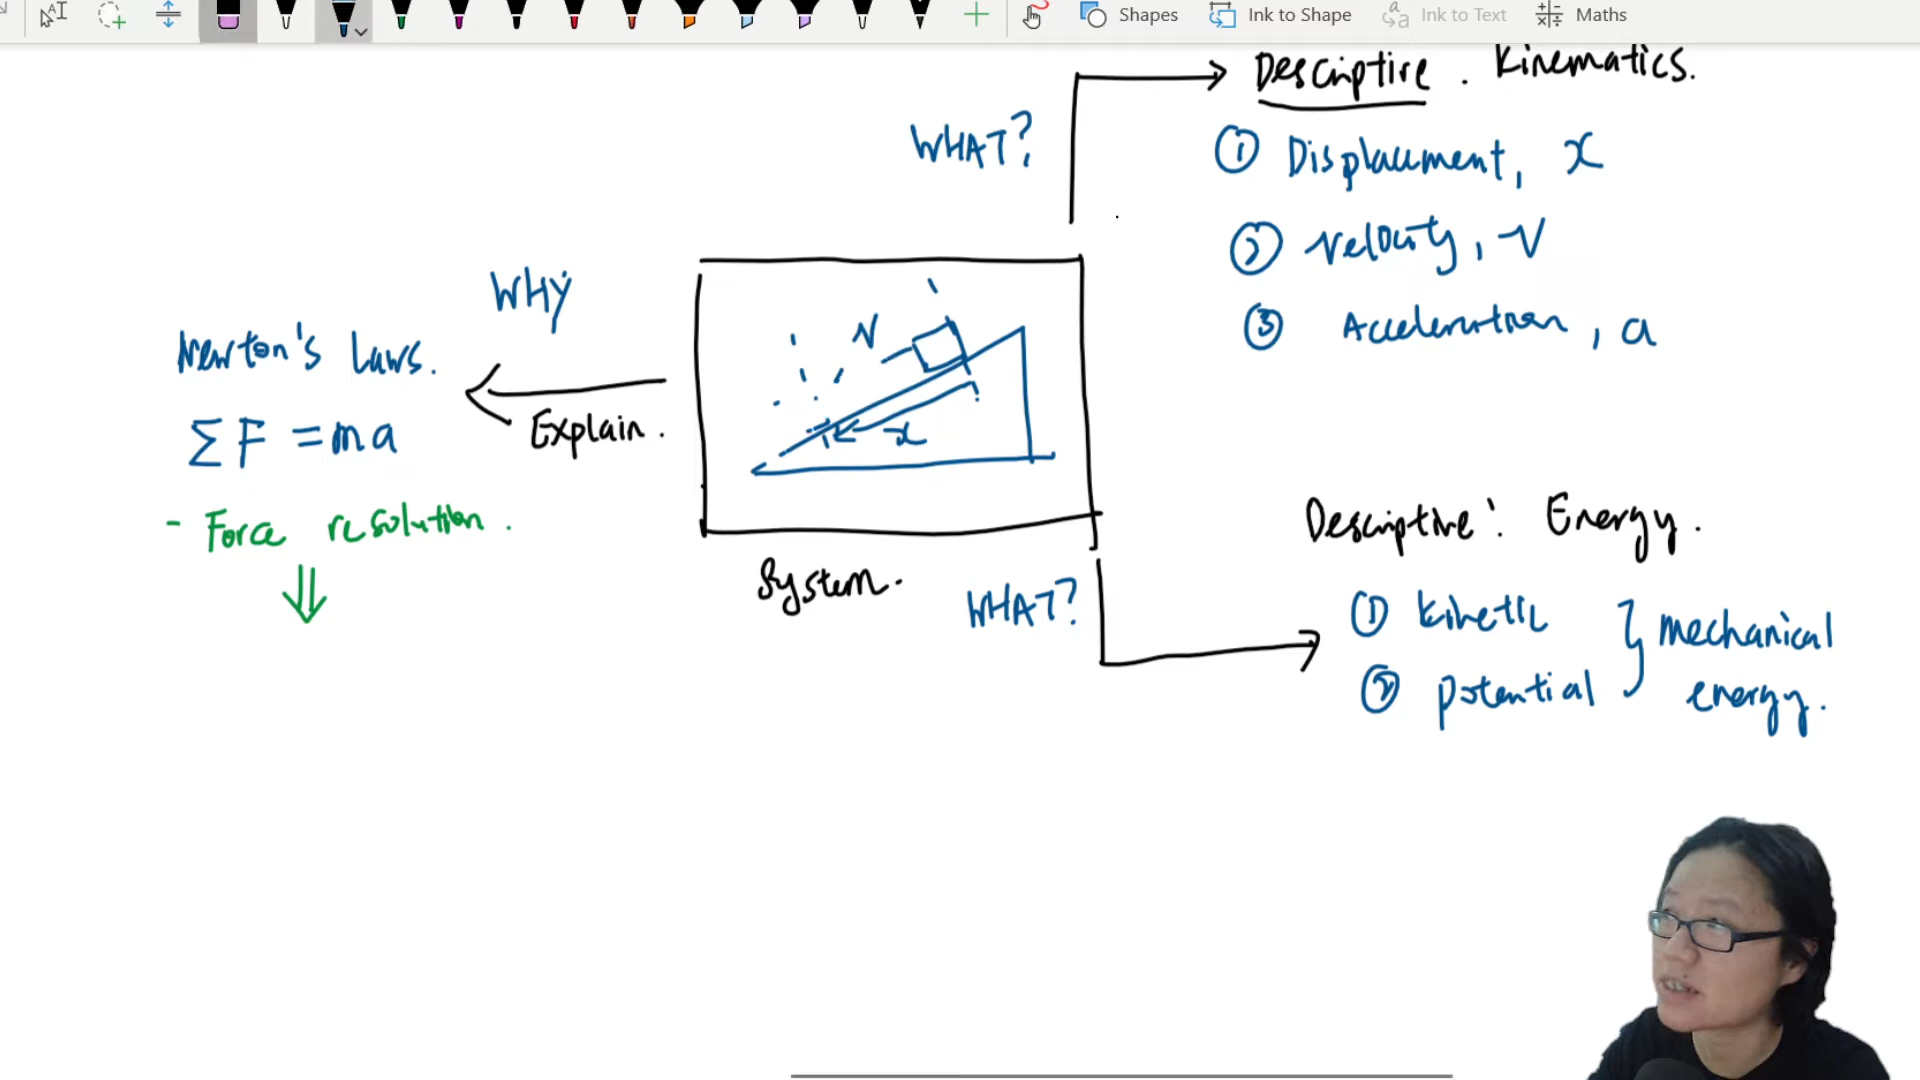 Shapes
Ink to Shape
Ink to Text
Maths
Descriptive. Kinematics.
WHAT?
① Displacement, x
② Velocity, v
③ Acceleration, a
WHY
Newton's Laws.
ΣF = ma
Explain.
- Force resolution.
v
x
System.
WHAT?
Descriptive: Energy.
① kinetic
② potential
} mechanical
energy.